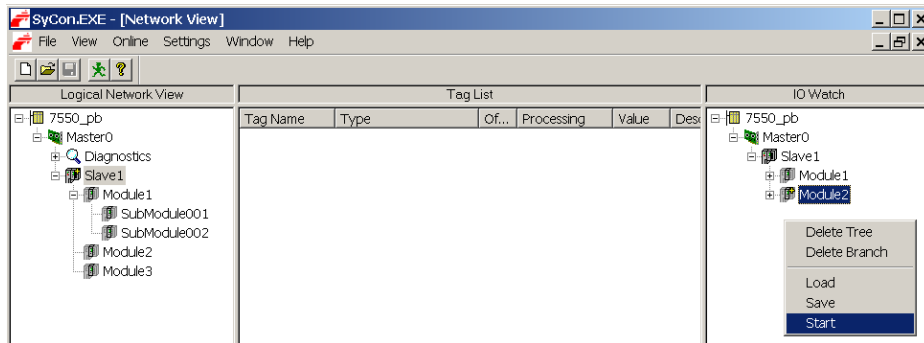 SyCon.EXE - [Network View]
File View Online Settings Window Help
Logical Network View
7550_pb
Master0
Diagnostics
Slave1
Module1
SubModule001
SubModule002
Module2
Module3
Tag List
Tag Name Type Of... Processing Value Desc
IO Watch
7550_pb
Master0
Slave1
Module1
Module2
Delete Tree
Delete Branch
Load
Save
Start